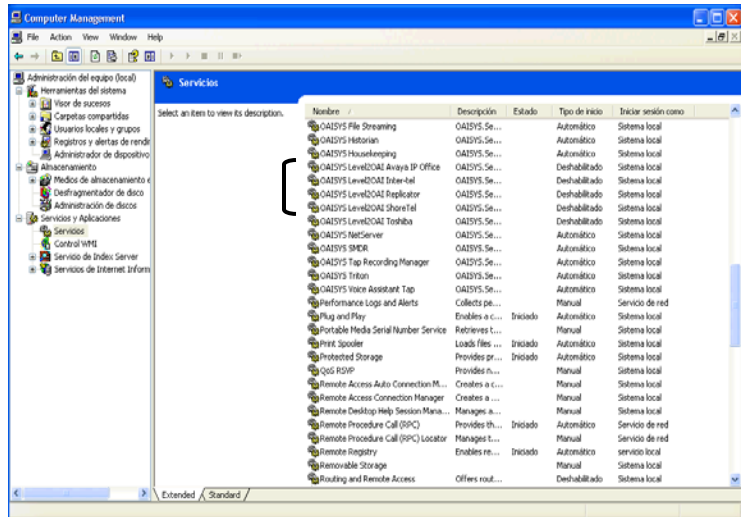 Computer Management
File Action View Window Help
Administración del equipo (local)
Herramientas del sistema
Visor de sucesos
Carpetas compartidas
Usuarios locales y grupos
Registros y alertas de rendir
Administrador de dispositivo
Almacenamiento
Medios de almacenamiento e
Desfragmentador de disco
Administración de discos
Servicios y Aplicaciones
Servicios
Control WMI
Servicio de Index Server
Servicios de Internet Inform
Servicios
Select an item to view its description.
Nombre Descripción Estado Tipo de inicio Iniciar sesión como
OAISYS File Streaming OAISYS.Se... Automático Sistema local
OAISYS Historian OAISYS.Se... Automático Sistema local
OAISYS Housekeeping OAISYS.Se... Automático Sistema local
OAISYS Level2OAI Avaya IP Office OAISYS.Se... Deshabilitado Sistema local
OAISYS Level2OAI Inter-tel OAISYS.Se... Deshabilitado Sistema local
OAISYS Level2OAI Replicator OAISYS.Se... Deshabilitado Sistema local
OAISYS Level2OAI ShoreTel OAISYS.Se... Deshabilitado Sistema local
OAISYS Level2OAI Toshiba OAISYS.Se... Deshabilitado Sistema local
OAISYS NetServer OAISYS.Se... Automático Sistema local
OAISYS SMDR OAISYS.Se... Automático Sistema local
OAISYS Tap Recording Manager OAISYS.Se... Automático Sistema local
OAISYS Triton OAISYS.Se... Automático Sistema local
OAISYS Voice Assistant Tap OAISYS.Se... Automático Sistema local
Performance Logs and Alerts Collects pe... Manual Servicio de red
Plug and Play Enables a c... Iniciado Automático Sistema local
Portable Media Serial Number Service Retrieves t... Manual Sistema local
Print Spooler Loads files ... Iniciado Automático Sistema local
Protected Storage Provides pr... Iniciado Automático Sistema local
QoS RSVP Provides n... Manual Sistema local
Remote Access Auto Connection M... Creates a c... Manual Sistema local
Remote Access Connection Manager Creates a ... Manual Sistema local
Remote Desktop Help Session Mana... Manages a... Manual Sistema local
Remote Procedure Call (RPC) Provides th... Iniciado Automático Servicio de red
Remote Procedure Call (RPC) Locator Manages t... Manual Servicio de red
Remote Registry Enables re... Iniciado Automático servicio local
Removable Storage Manual Sistema local
Routing and Remote Access Offers rout... Deshabilitado Sistema local
Extended Standard